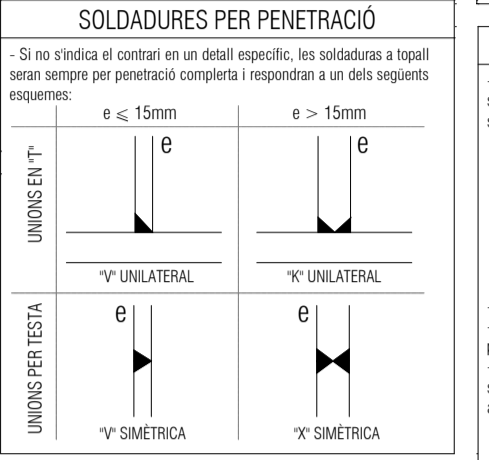 SOLDADURES PER PENETRACIÓ
- Si no s'indica el contrari en un detall específic, les soldaduras a topall
seran sempre per penetració complerta i respondran a un dels següents
esquemes:
e ⩽ 15mm
e > 15mm
UNIONS EN "T"
e
e
"V" UNILATERAL
"K" UNILATERAL
UNIONS PER TESTA
e
e
"V" SIMÈTRICA
"X" SIMÈTRICA